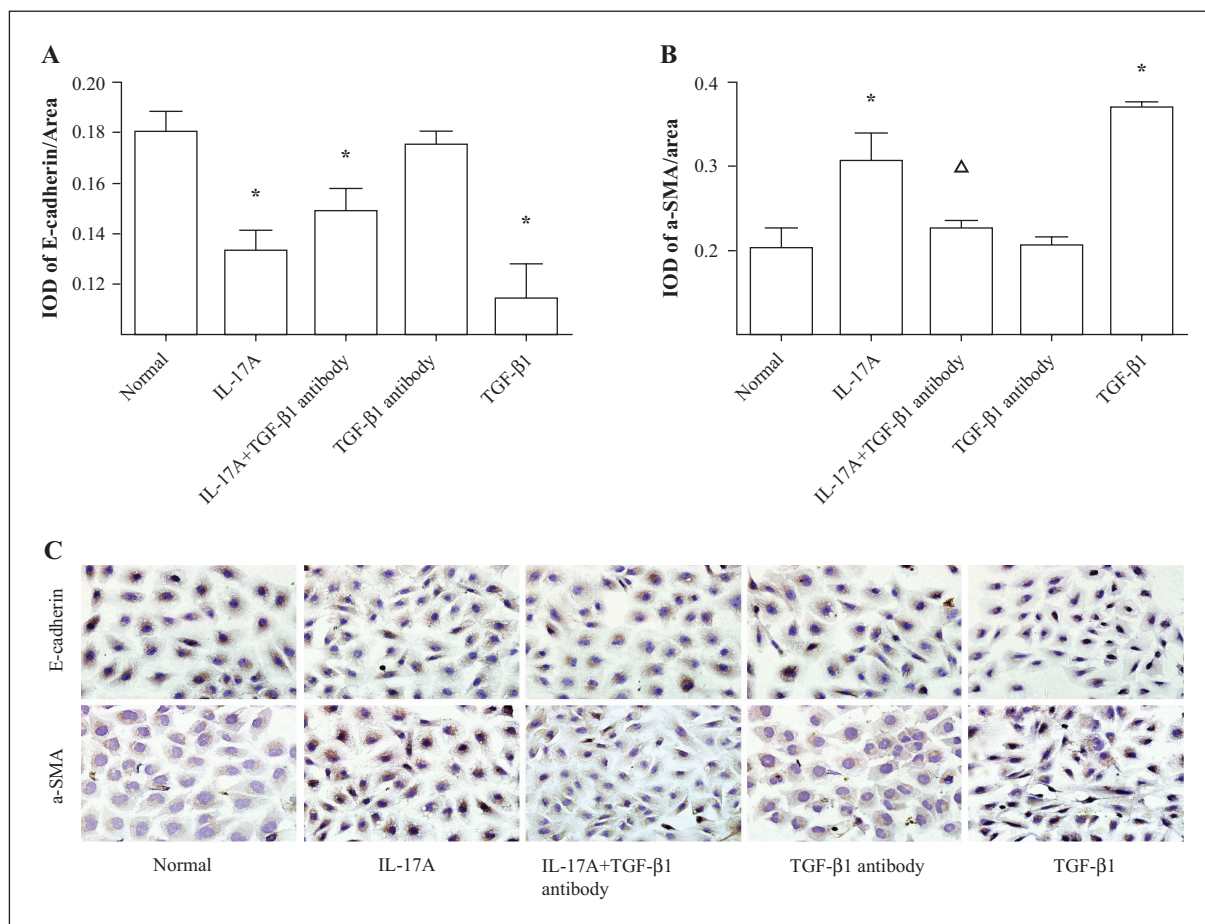 A
IOD of E-cadherin/Area
0.20
0.18
0.16
0.14
0.12
*
*
*
Normal
IL-17A
IL-17A+TGF-β1 antibody
TGF-β1 antibody
TGF-β1
B
IOD of a-SMA/area
0.4
0.3
0.2
*
Δ
*
Normal
IL-17A
IL-17A+TGF-β1 antibody
TGF-β1 antibody
TGF-β1
C
E-cadherin
a-SMA
Normal
IL-17A
IL-17A+TGF-β1
antibody
TGF-β1 antibody
TGF-β1